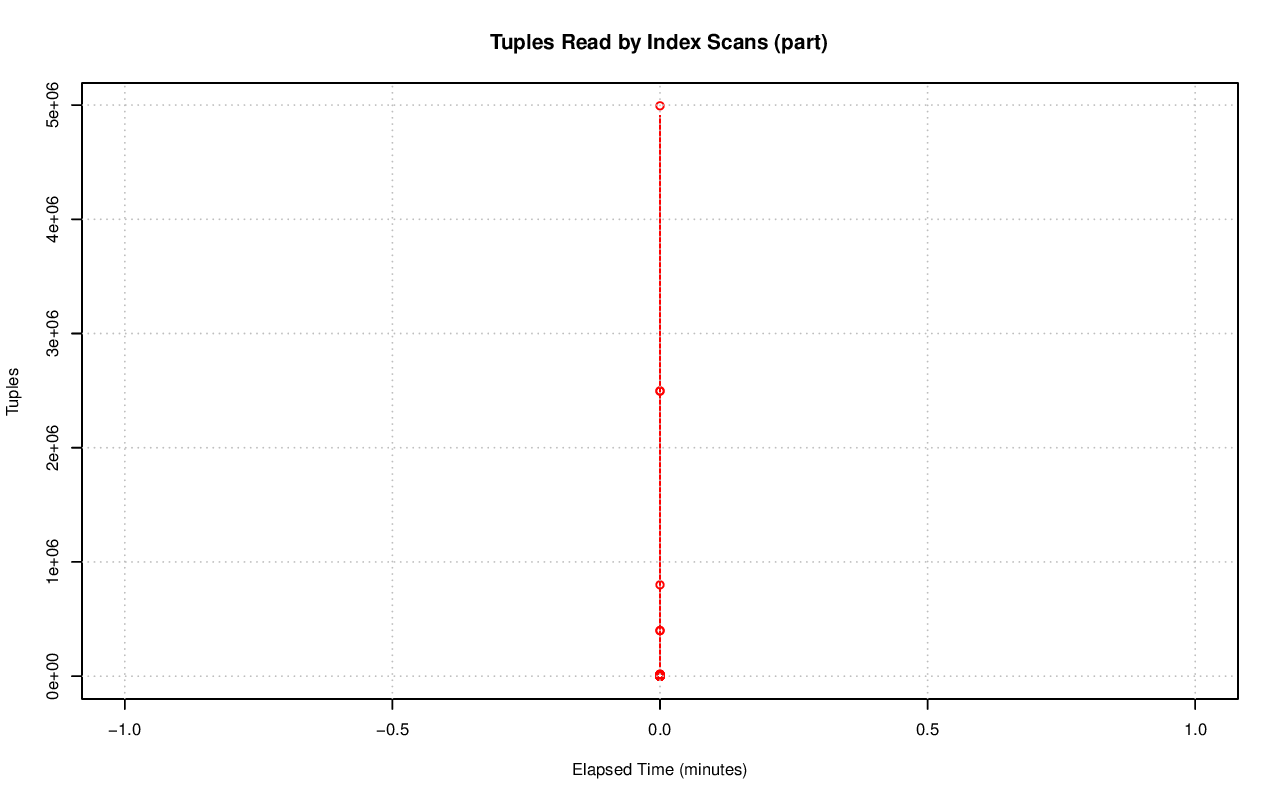 Tuples Read by Index Scans (part)
Tuples
5e+06
4e+06
3e+06
2e+06
1e+06
0e+00
−1.0
−0.5
0.0
0.5
1.0
Elapsed Time (minutes)